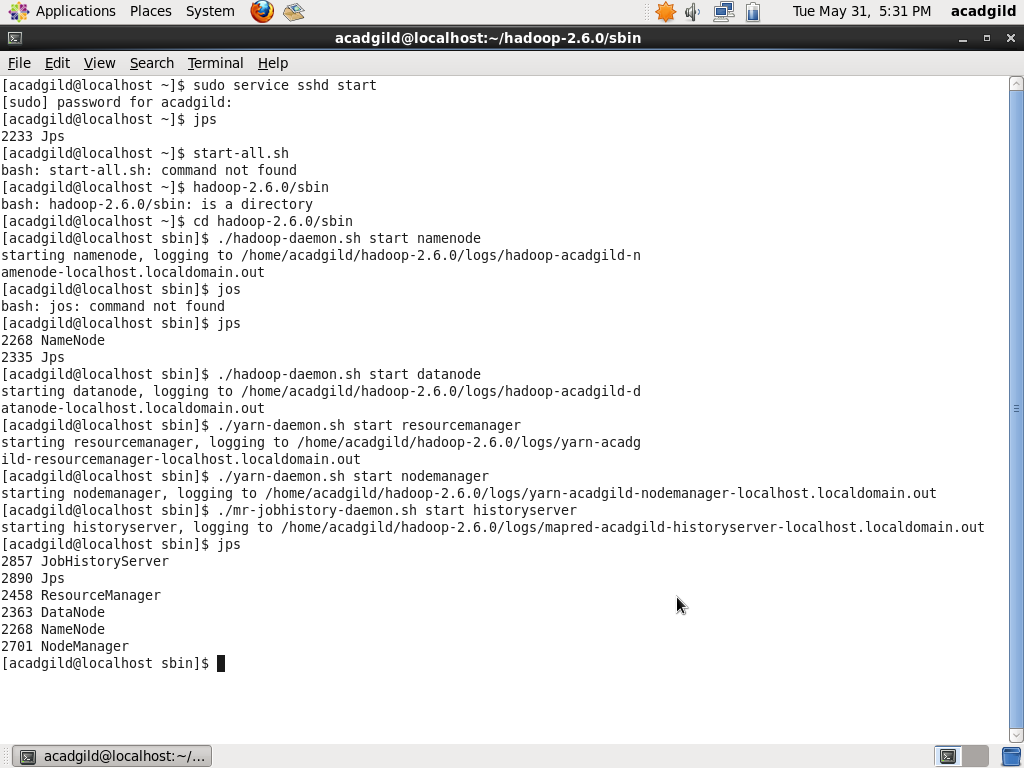 Applications Places System Tue May 31, 5:31 PM acadgild
acadgild@localhost:~/hadoop-2.6.0/sbin
File Edit View Search Terminal Help
[acadgild@localhost ~]$ sudo service sshd start
[sudo] password for acadgild:
[acadgild@localhost ~]$ jps
2233 Jps
[acadgild@localhost ~]$ start-all.sh
bash: start-all.sh: command not found
[acadgild@localhost ~]$ hadoop-2.6.0/sbin
bash: hadoop-2.6.0/sbin: is a directory
[acadgild@localhost ~]$ cd hadoop-2.6.0/sbin
[acadgild@localhost sbin]$ ./hadoop-daemon.sh start namenode
starting namenode, logging to /home/acadgild/hadoop-2.6.0/logs/hadoop-acadgild-n
amenode-localhost.localdomain.out
[acadgild@localhost sbin]$ jos
bash: jos: command not found
[acadgild@localhost sbin]$ jps
2268 NameNode
2335 Jps
[acadgild@localhost sbin]$ ./hadoop-daemon.sh start datanode
starting datanode, logging to /home/acadgild/hadoop-2.6.0/logs/hadoop-acadgild-d
atanode-localhost.localdomain.out
[acadgild@localhost sbin]$ ./yarn-daemon.sh start resourcemanager
starting resourcemanager, logging to /home/acadgild/hadoop-2.6.0/logs/yarn-acadg
ild-resourcemanager-localhost.localdomain.out
[acadgild@localhost sbin]$ ./yarn-daemon.sh start nodemanager
starting nodemanager, logging to /home/acadgild/hadoop-2.6.0/logs/yarn-acadgild-nodemanager-localhost.localdomain.out
[acadgild@localhost sbin]$ ./mr-jobhistory-daemon.sh start historyserver
starting historyserver, logging to /home/acadgild/hadoop-2.6.0/logs/mapred-acadgild-historyserver-localhost.localdomain.out
[acadgild@localhost sbin]$ jps
2857 JobHistoryServer
2890 Jps
2458 ResourceManager
2363 DataNode
2268 NameNode
2701 NodeManager
[acadgild@localhost sbin]$
acadgild@localhost:~/...